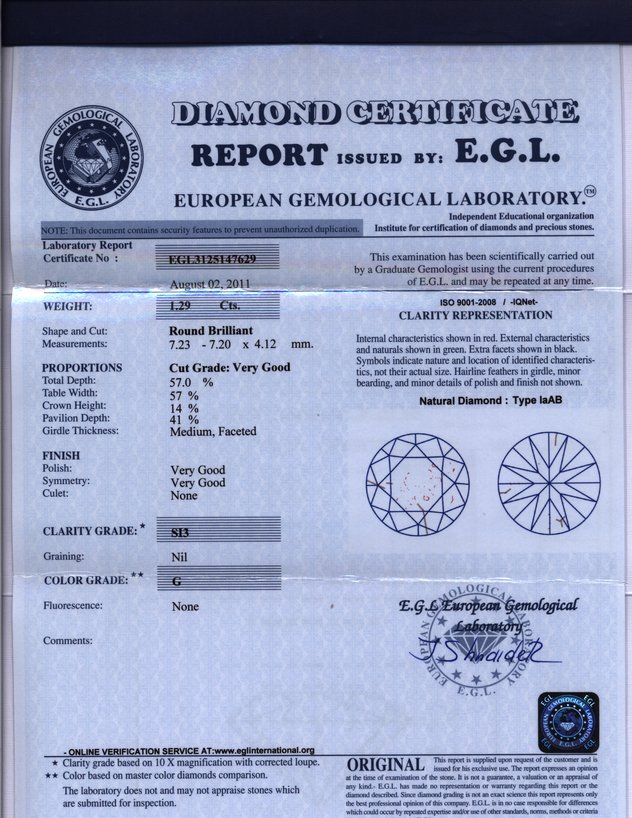 DIAMOND CERTIFICATE
REPORT ISSUED BY: E.G.L.
EUROPEAN GEMOLOGICAL LABORATORY.™
EUROPEAN GEMOLOGICAL LABORATORY
E.G.L.
Independent Educational organization
Institute for certification of diamonds and precious stones.
NOTE: This document contains security features to prevent unauthorized duplication.
Laboratory Report
Certificate No : EGL3125147629
Date: August 02, 2011
WEIGHT: 1.29 Cts.
Shape and Cut: Round Brilliant
Measurements: 7.23 - 7.20 x 4.12 mm.
PROPORTIONS Cut Grade: Very Good
Total Depth: 57.0 %
Table Width: 57 %
Crown Height: 14 %
Pavilion Depth: 41 %
Girdle Thickness: Medium, Faceted
FINISH
Polish: Very Good
Symmetry: Very Good
Culet: None
CLARITY GRADE: * SI3
Graining: Nil
COLOR GRADE: ** G
Fluorescence: None
Comments:
This examination has been scientifically carried out
by a Graduate Gemologist using the current procedures
of E.G.L. and may be repeated at any time.
ISO 9001-2008 / -IQNet-
CLARITY REPRESENTATION
Internal characteristics shown in red. External characteristics
and naturals shown in green. Extra facets shown in black.
Symbols indicate nature and location of identified characteris-
tics, not their actual size. Hairline feathers in girdle, minor
bearding, and minor details of polish and finish not shown.
Natural Diamond : Type IaAB
E.G.L European Gemological
Laboratory
EUROPEAN GEMOLOGICAL LABORATORY
E.G.L.
J Shnaider
EGL EGL
EUROPEAN GEMOLOGICAL LABORATORY
E.G.L.
EGL EGL
- ONLINE VERIFICATION SERVICE AT:www.eglinternational.org
★ Clarity grade based on 10 X magnification with corrected loupe.
★★ Color based on master color diamonds comparison.
The laboratory does not and may not appraise stones which
are submitted for inspection.
ORIGINAL This report is supplied upon request of the customer and is
issued for his exclusive use. The report expresses an opinion
at the time of examination of the stone. It is not a guarantee, a valuation or an appraisal of
any kind.- E.G.L. has made no representation or warranty regarding this report or the
diamond described. Since diamond grading is not an exact science this report represents only
the best professional opinion of this company. E.G.L. is in no case responsible for differences
which could occur by repeated expertise and/or use of other standards, norms, methods or criteria